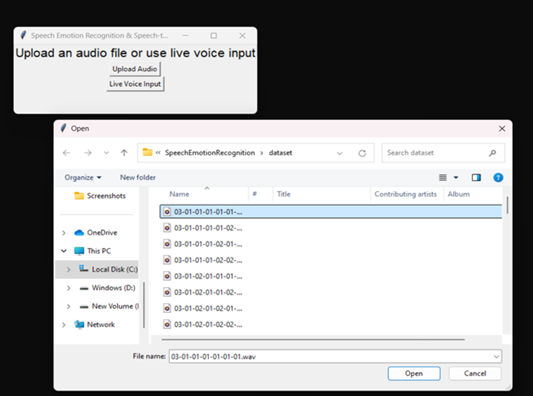 Speech Emotion Recognition & Speech-t...
Upload an audio file or use live voice input
Upload Audio
Live Voice Input
Open
SpeechEmotionRecognition > dataset
Search dataset
Organize
New folder
Name # Title Contributing artists Album
Screenshots
OneDrive
This PC
Local Disk (C:)
Windows (D:)
New Volume (
Network
03-01-01-01-01-01-...
03-01-01-01-01-02-...
03-01-01-01-02-01-...
03-01-01-01-02-02-...
03-01-02-01-01-01-...
03-01-02-01-01-02-...
03-01-02-01-02-01-...
03-01-02-01-02-02-...
File name: 03-01-01-01-01-01-01.wav
Open
Cancel